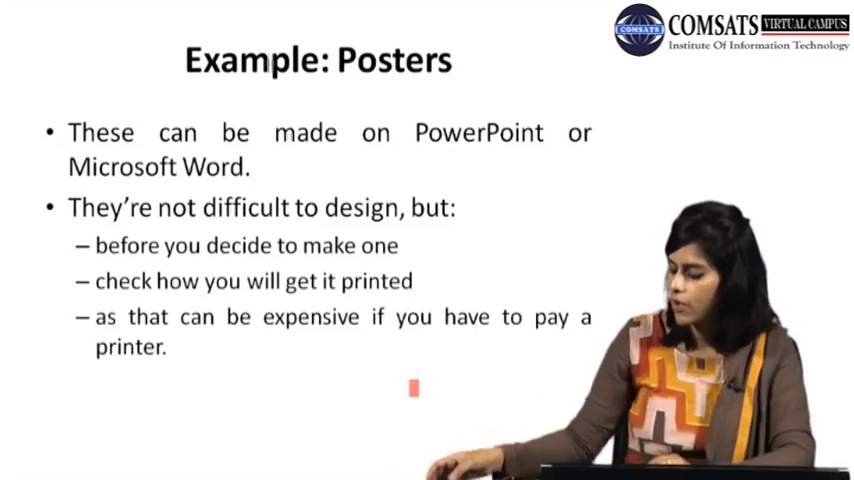 COMSATS VIRTUAL CAMPUS
COMSATS
Institute Of Information Technology
Example: Posters
• These can be made on PowerPoint or
Microsoft Word.
• They're not difficult to design, but:
– before you decide to make one
– check how you will get it printed
– as that can be expensive if you have to pay a
printer.